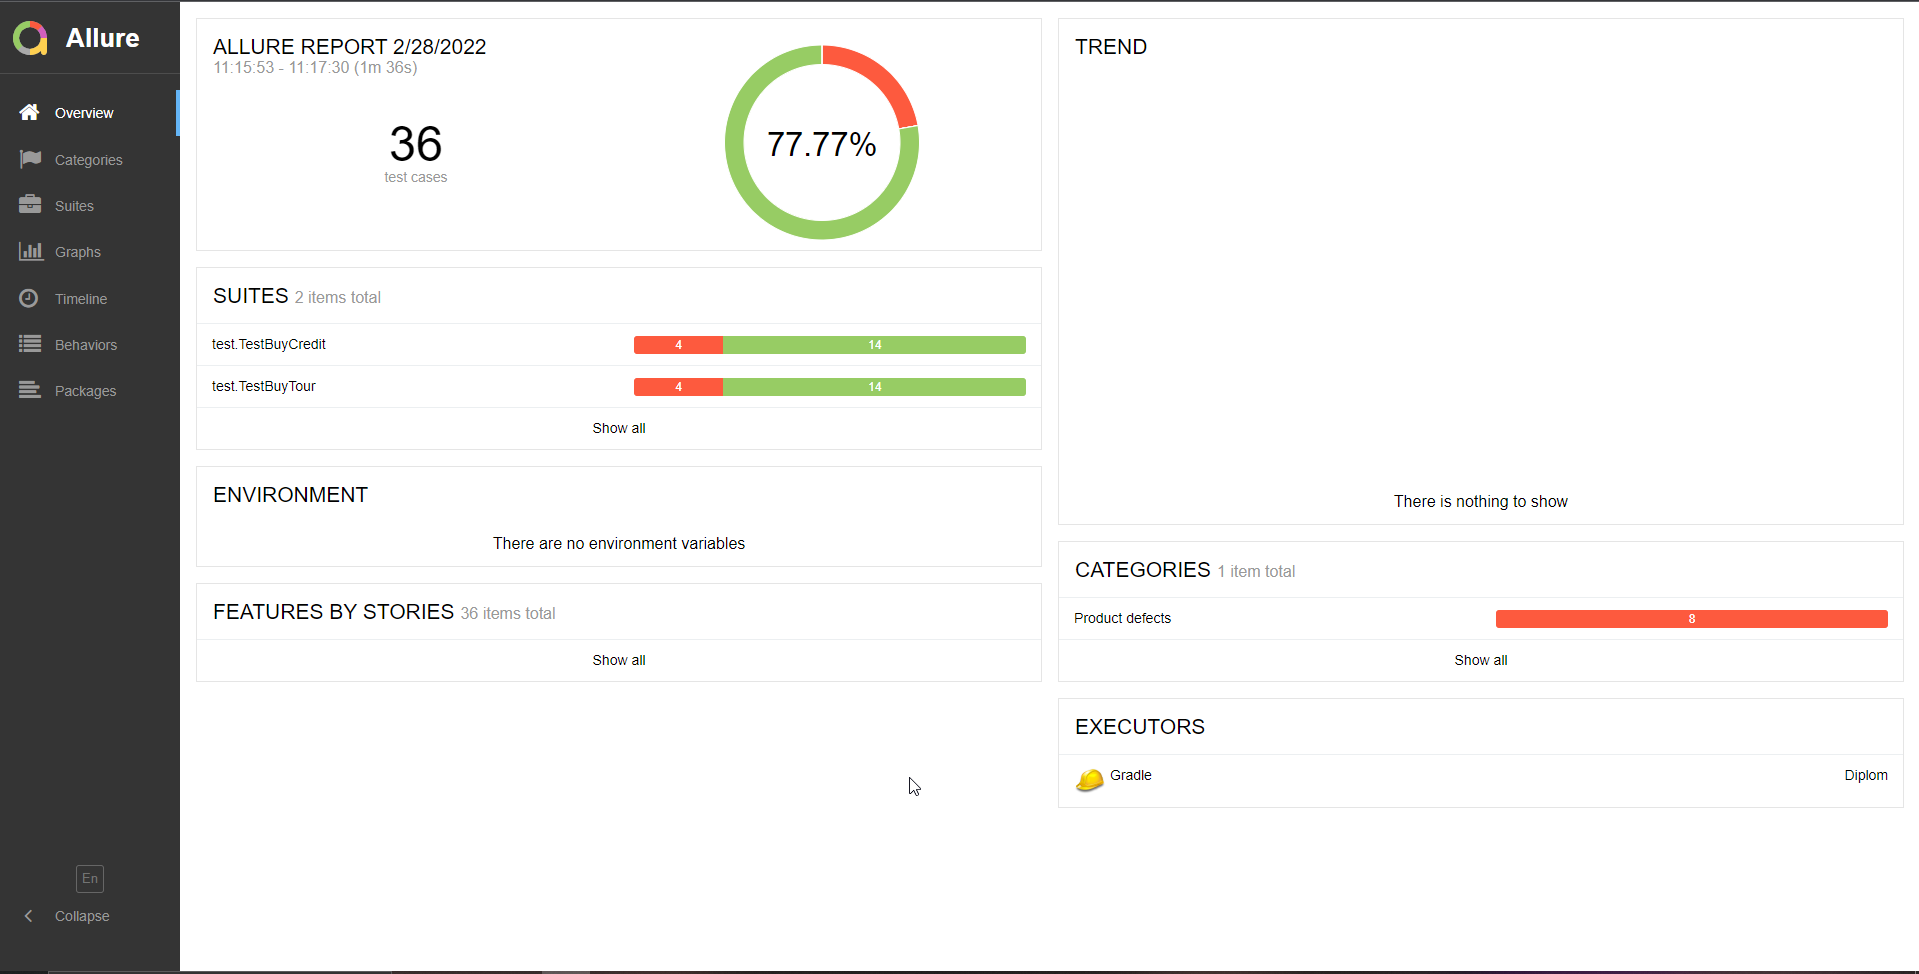 Allure
Overview
Categories
Suites
Graphs
Timeline
Behaviors
Packages
En
Collapse
ALLURE REPORT 2/28/2022
11:15:53 - 11:17:30 (1m 36s)
36
test cases
77.77%
SUITES 2 items total
test.TestBuyCredit 4 14
test.TestBuyTour 4 14
Show all
ENVIRONMENT
There are no environment variables
FEATURES BY STORIES 36 items total
Show all
TREND
There is nothing to show
CATEGORIES 1 item total
Product defects 8
Show all
EXECUTORS
Gradle Diplom